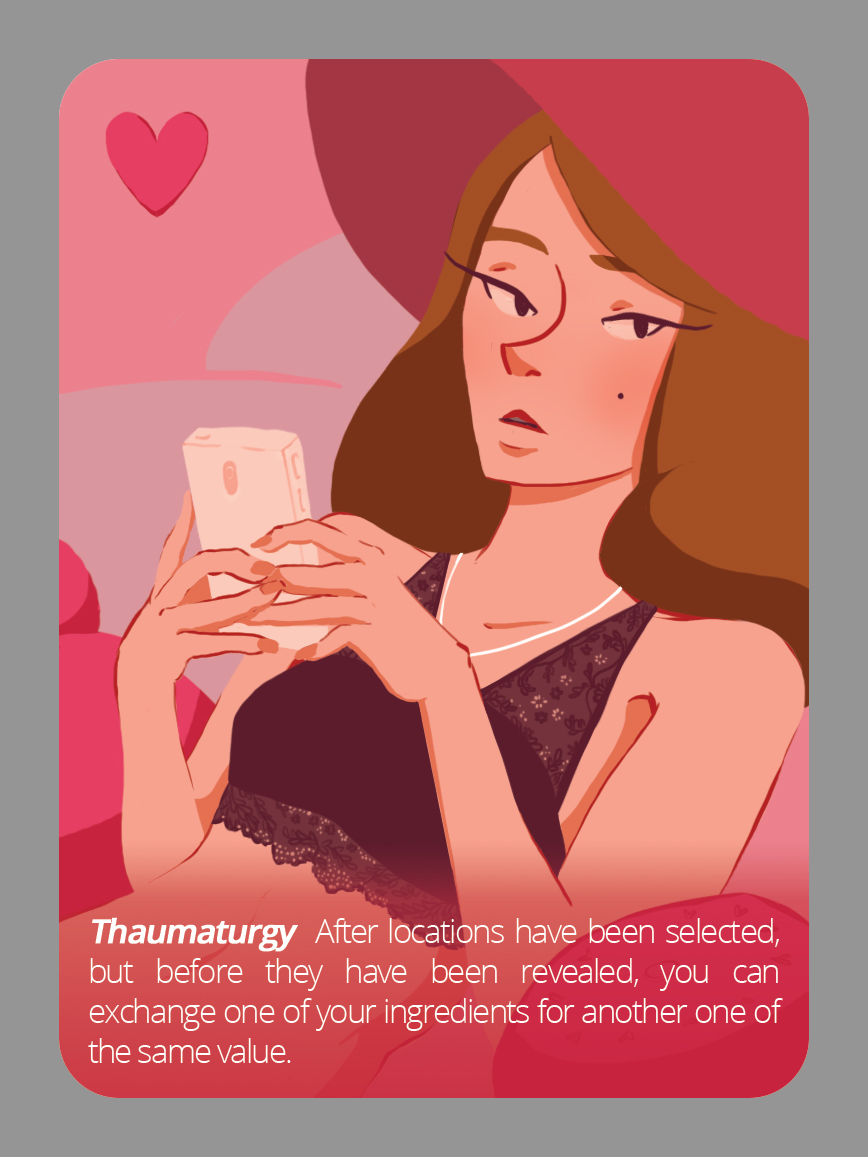 Thaumaturgy After locations have been selected,
but before they have been revealed, you can
exchange one of your ingredients for another one of
the same value.